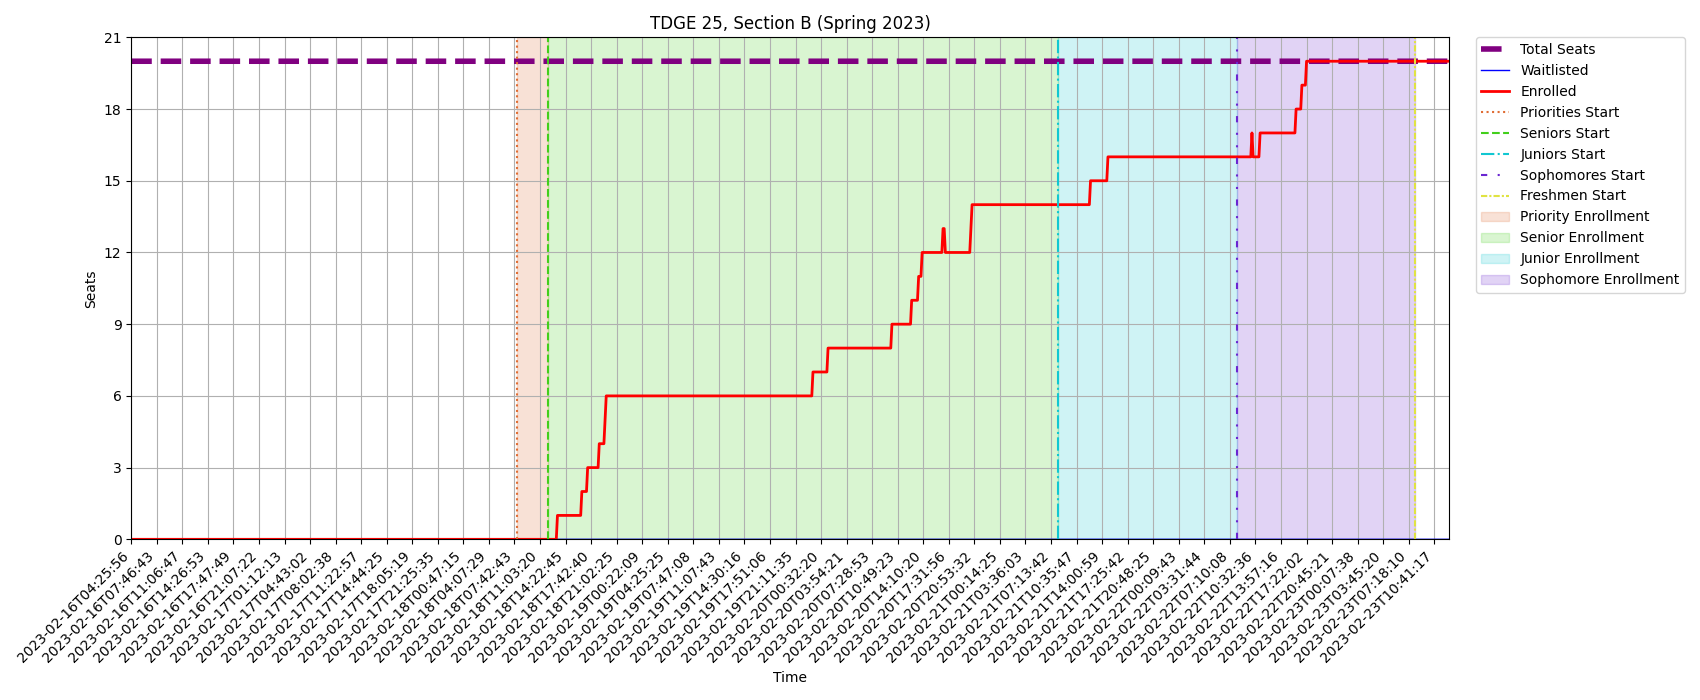 TDGE 25, Section B (Spring 2023)
Seats
21
18
15
12
9
6
3
0
2023-02-16T04:25:56
2023-02-16T07:46:43
2023-02-16T11:06:47
2023-02-16T14:26:53
2023-02-16T17:47:49
2023-02-16T21:07:22
2023-02-17T01:12:13
2023-02-17T04:43:02
2023-02-17T08:02:38
2023-02-17T11:22:57
2023-02-17T14:44:25
2023-02-17T18:05:19
2023-02-17T21:25:35
2023-02-18T00:47:15
2023-02-18T04:07:29
2023-02-18T07:42:43
2023-02-18T11:03:20
2023-02-18T14:22:45
2023-02-18T17:42:40
2023-02-18T21:02:25
2023-02-19T00:22:09
2023-02-19T04:25:25
2023-02-19T07:47:08
2023-02-19T11:07:43
2023-02-19T14:30:16
2023-02-19T17:51:06
2023-02-19T21:11:35
2023-02-20T00:32:20
2023-02-20T03:54:21
2023-02-20T07:28:53
2023-02-20T10:49:23
2023-02-20T14:10:20
2023-02-20T17:31:56
2023-02-20T20:53:32
2023-02-21T00:14:25
2023-02-21T03:36:03
2023-02-21T07:13:42
2023-02-21T10:35:47
2023-02-21T14:00:59
2023-02-21T17:25:42
2023-02-21T20:48:25
2023-02-22T00:09:43
2023-02-22T03:31:44
2023-02-22T07:10:08
2023-02-22T10:32:36
2023-02-22T13:57:16
2023-02-22T17:22:02
2023-02-22T20:45:21
2023-02-23T00:07:38
2023-02-23T03:45:20
2023-02-23T07:18:10
2023-02-23T10:41:17
Time
Total Seats
Waitlisted
Enrolled
Priorities Start
Seniors Start
Juniors Start
Sophomores Start
Freshmen Start
Priority Enrollment
Senior Enrollment
Junior Enrollment
Sophomore Enrollment